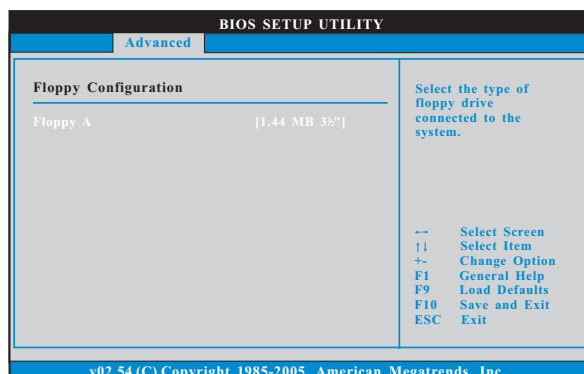 BIOS SETUP UTILITY
Advanced
Floppy Configuration
Floppy A [1.44 MB 3½"]
Select the type of
floppy drive
connected to the
system.
←→ Select Screen
↑↓ Select Item
+- Change Option
F1 General Help
F9 Load Defaults
F10 Save and Exit
ESC Exit
v02.54 (C) Copyright 1985-2005, American Megatrends, Inc.